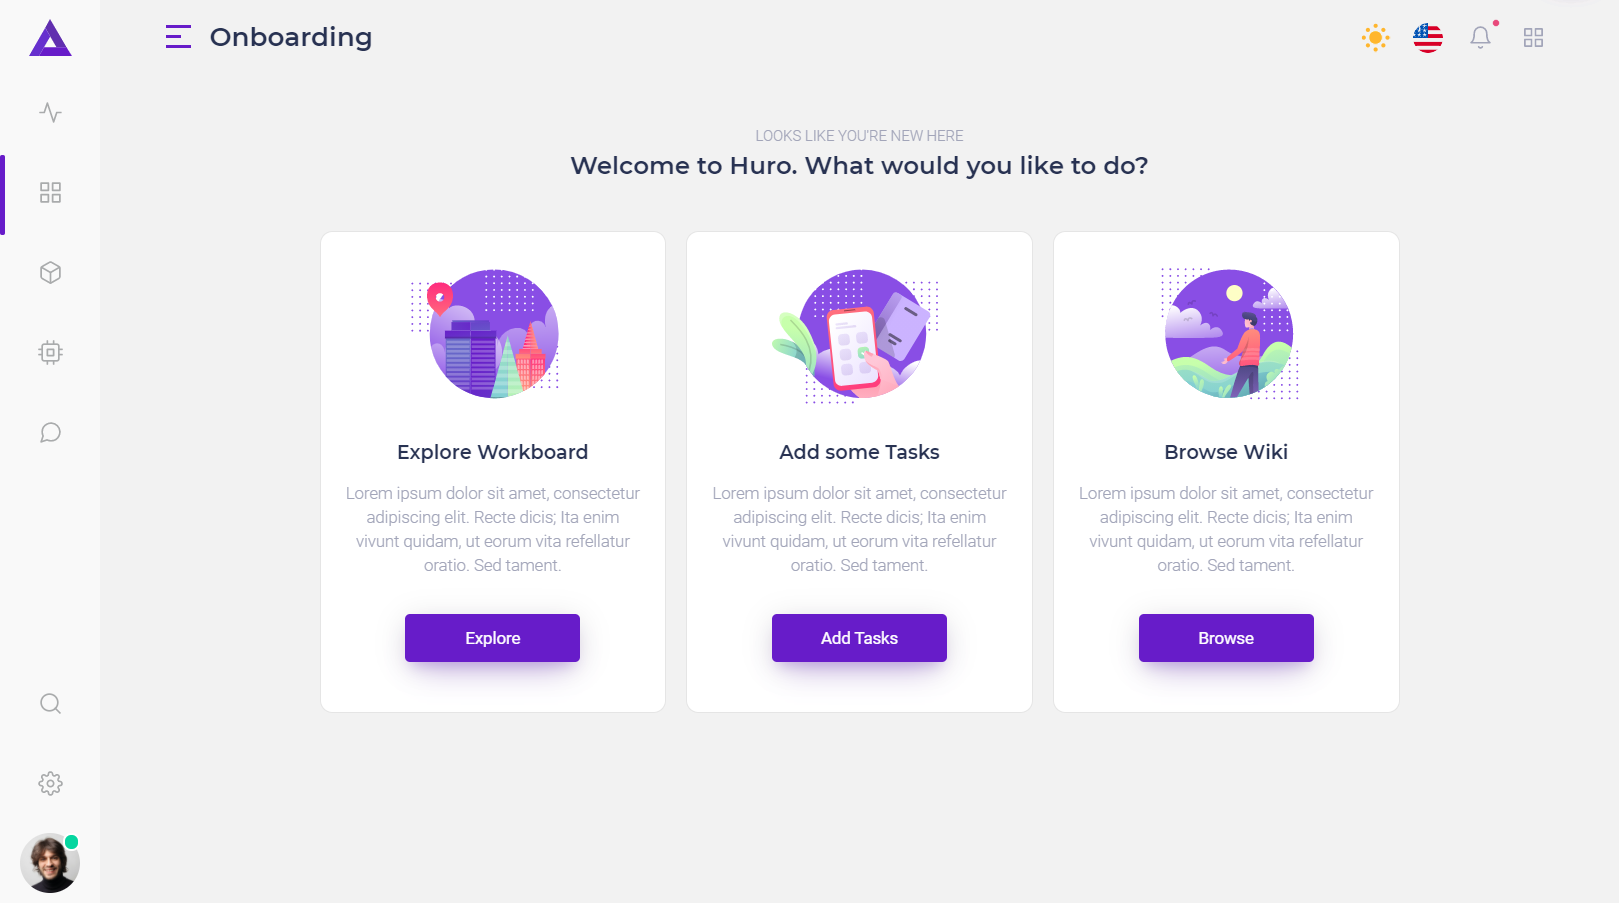 Onboarding
LOOKS LIKE YOU'RE NEW HERE
Welcome to Huro. What would you like to do?
Explore Workboard
Lorem ipsum dolor sit amet, consectetur
adipiscing elit. Recte dicis; Ita enim
vivunt quidam, ut eorum vita refellatur
oratio. Sed tament.
Explore
Add some Tasks
Lorem ipsum dolor sit amet, consectetur
adipiscing elit. Recte dicis; Ita enim
vivunt quidam, ut eorum vita refellatur
oratio. Sed tament.
Add Tasks
Browse Wiki
Lorem ipsum dolor sit amet, consectetur
adipiscing elit. Recte dicis; Ita enim
vivunt quidam, ut eorum vita refellatur
oratio. Sed tament.
Browse